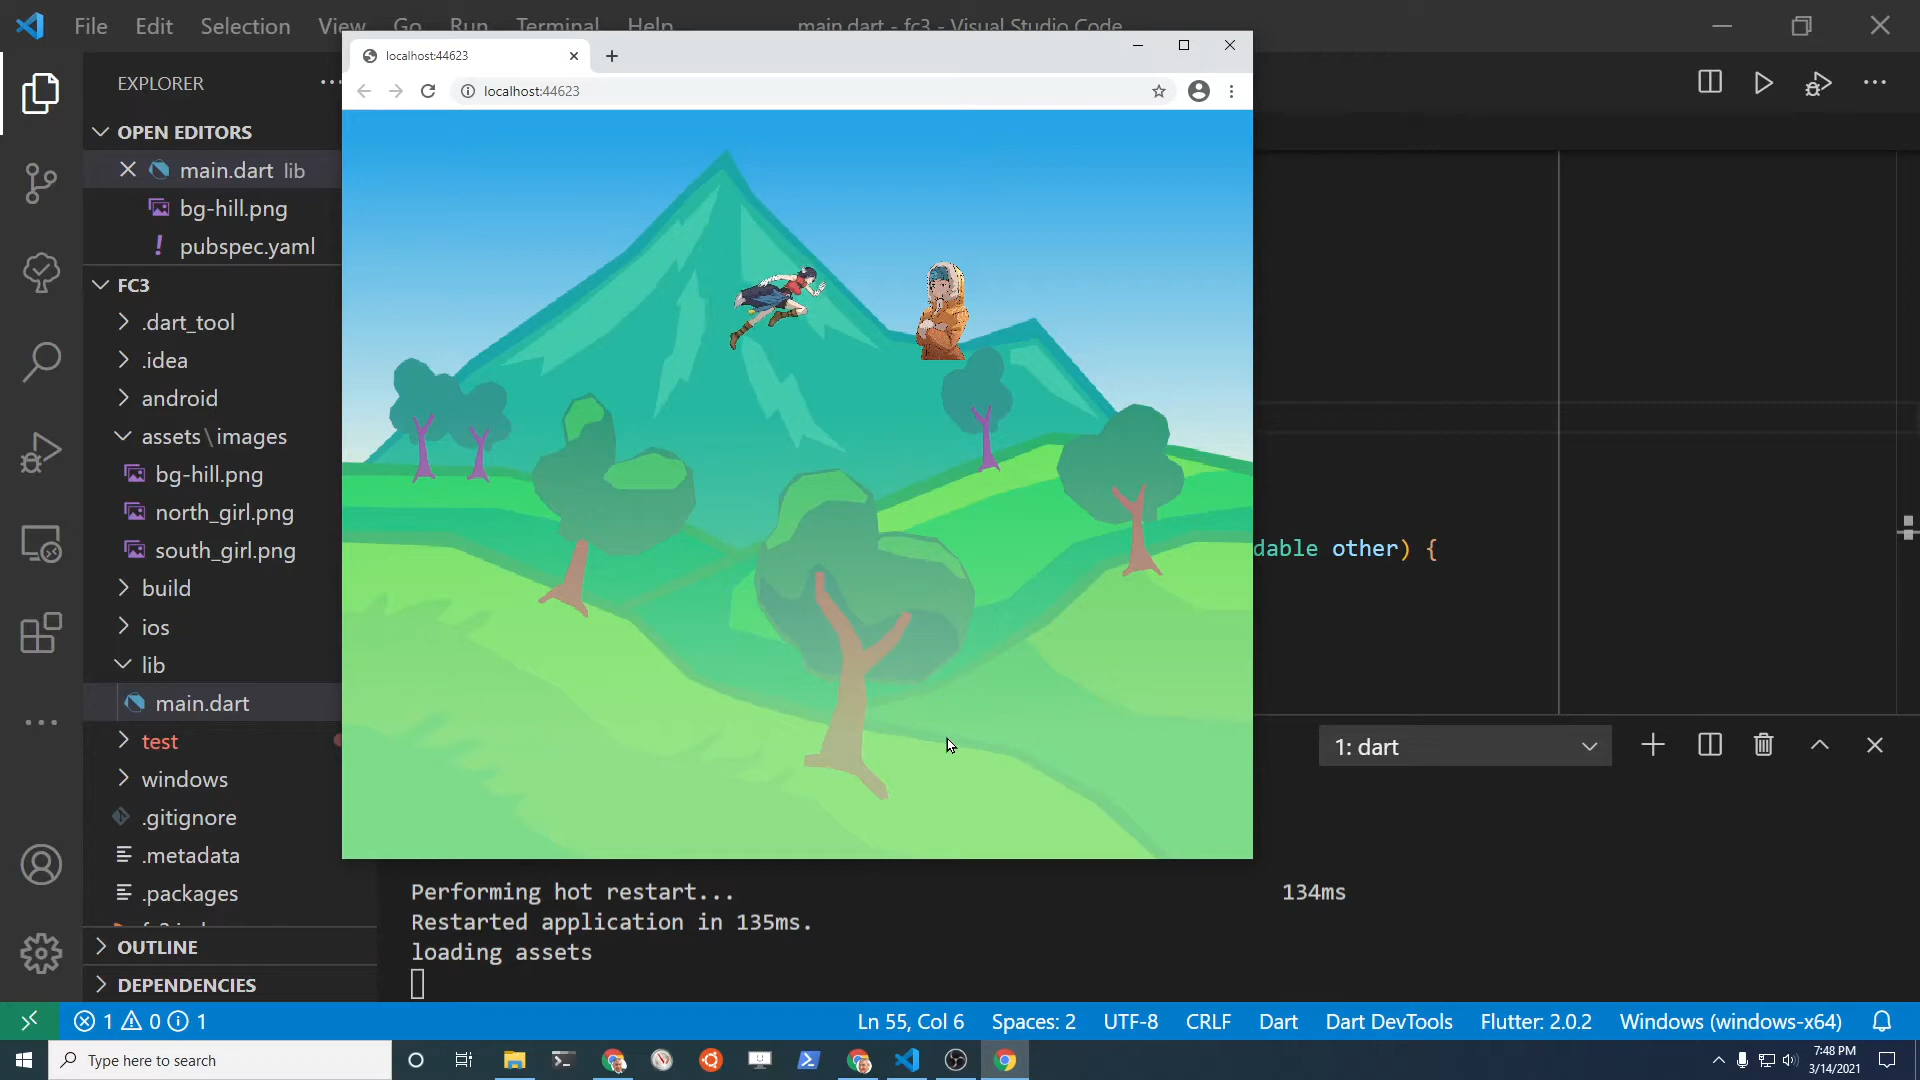 File Edit Selection View Go Run Terminal Help main.dart - fc3 - Visual Studio Code
localhost:44623
localhost:44623
EXPLORER
OPEN EDITORS
main.dart lib
bg-hill.png
! pubspec.yaml
FC3
.dart_tool
.idea
android
assets\images
bg-hill.png
north_girl.png
south_girl.png
build
ios
lib
main.dart
test
windows
.gitignore
.metadata
.packages
OUTLINE
DEPENDENCIES
dable other) {
1: dart
Performing hot restart... 134ms
Restarted application in 135ms.
loading assets
1 0 1 Ln 55, Col 6 Spaces: 2 UTF-8 CRLF Dart Dart DevTools Flutter: 2.0.2 Windows (windows-x64)
Type here to search
7:48 PM
3/14/2021